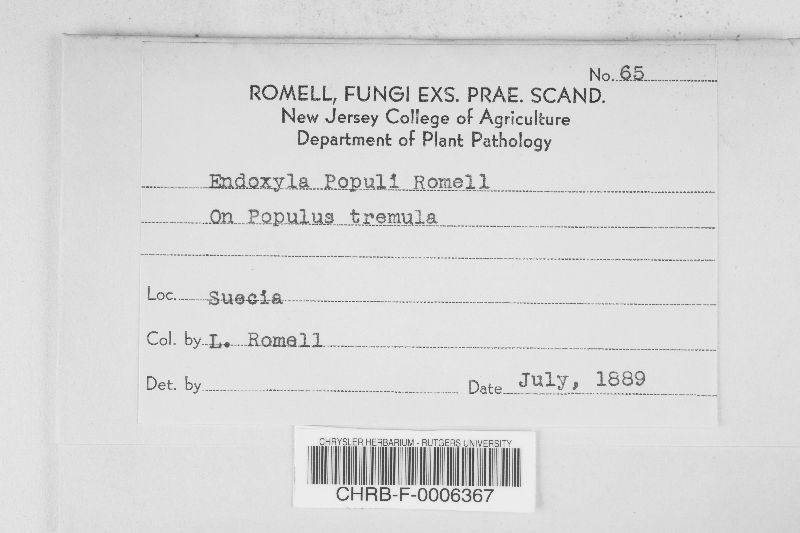 No. 65
ROMELL, FUNGI EXS. PRAE. SCAND.
New Jersey College of Agriculture
Department of Plant Pathology
Endoxyla Populi Romell
On Populus tremula
Loc. Suecia
Col. by L. Romell
Det. by Date July, 1889
CHRYSLER HERBARIUM - RUTGERS UNIVERSITY
CHRB-F-0006367